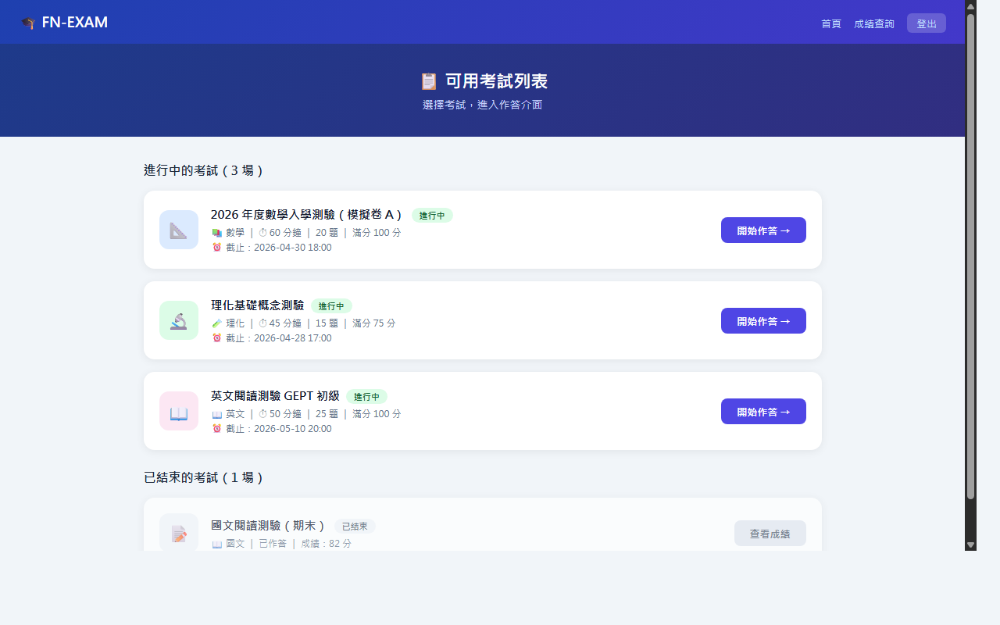 FN-EXAM
首頁 成績查詢 登出
可用考試列表
選擇考試，進入作答介面
進行中的考試（3 場）
2026 年度數學入學測驗（模擬卷 A） 進行中
數學 | 60 分鐘 | 20 題 | 滿分 100 分
截止：2026-04-30 18:00
開始作答 →
理化基礎概念測驗 進行中
理化 | 45 分鐘 | 15 題 | 滿分 75 分
截止：2026-04-28 17:00
開始作答 →
英文閱讀測驗 GEPT 初級 進行中
英文 | 50 分鐘 | 25 題 | 滿分 100 分
截止：2026-05-10 20:00
開始作答 →
已結束的考試（1 場）
國文閱讀測驗（期末） 已結束
國文 | 已作答 | 成績：82 分
查看成績